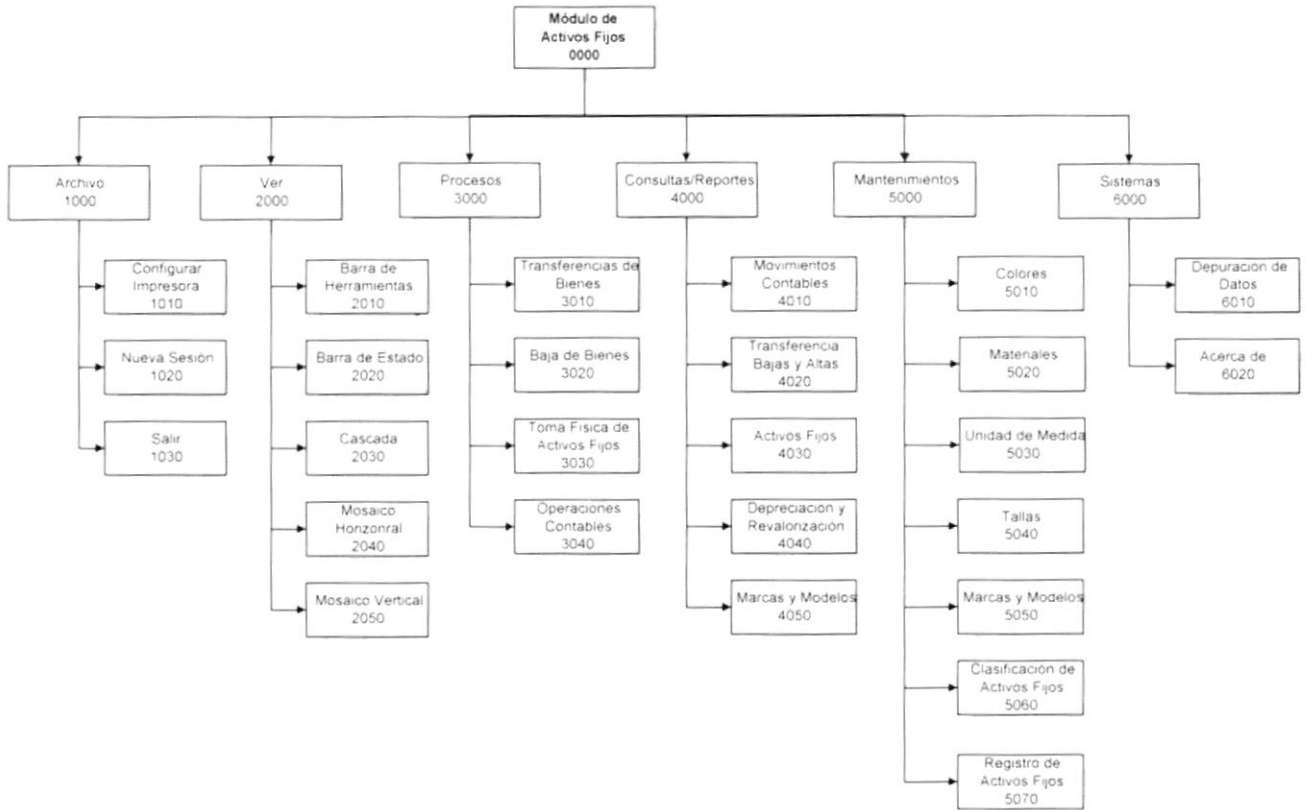 Módulo de
Activos Fijos
0000
Archivo
1000
Ver
2000
Procesos
3000
Consultas/Reportes
4000
Mantenimientos
5000
Sistemas
6000
Configurar
Impresora
1010
Nueva Sesión
1020
Salir
1030
Barra de
Herramientas
2010
Barra de Estado
2020
Cascada
2030
Mosaico
Horizonral
2040
Mosaico Vertical
2050
Transferencias de
Bienes
3010
Baja de Bienes
3020
Toma Física de
Activos Fijos
3030
Operaciones
Contables
3040
Movimientos
Contables
4010
Transferencia
Bajas y Altas
4020
Activos Fijos
4030
Depreciación y
Revalorización
4040
Marcas y Modelos
4050
Colores
5010
Materiales
5020
Unidad de Medida
5030
Tallas
5040
Marcas y Modelos
5050
Clasificación de
Activos Fijos
5060
Registro de
Activos Fijos
5070
Depuración de
Datos
6010
Acerca de
6020